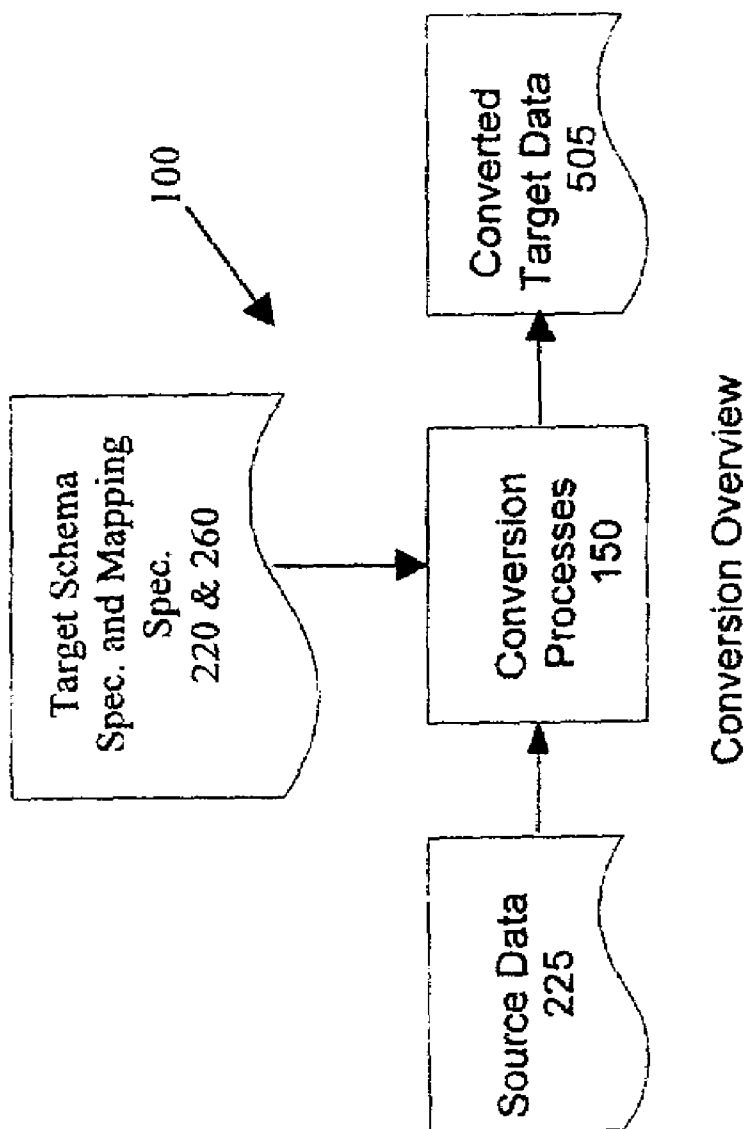 100
Target Schema
Spec. and Mapping
Spec.
220 & 260
Source Data
225
Conversion
Processes
150
Converted
Target Data
505
Conversion Overview